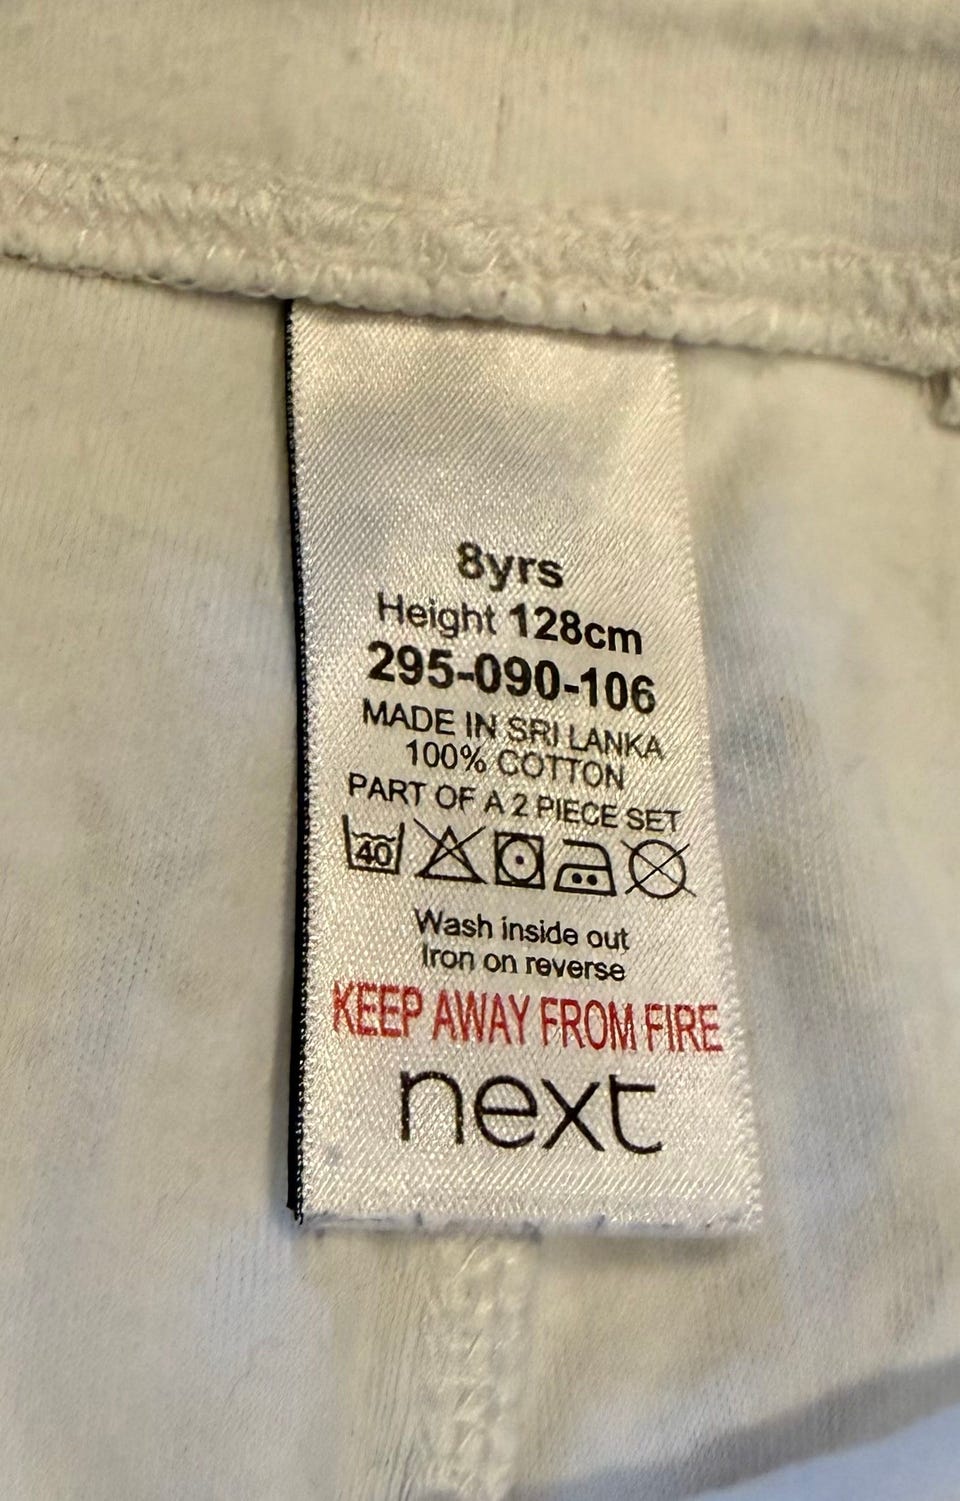 8yrs
Height 128cm
295-090-106
MADE IN SRI LANKA
100% COTTON
PART OF A 2 PIECE SET
40
Wash inside out
Iron on reverse
KEEP AWAY FROM FIRE
next